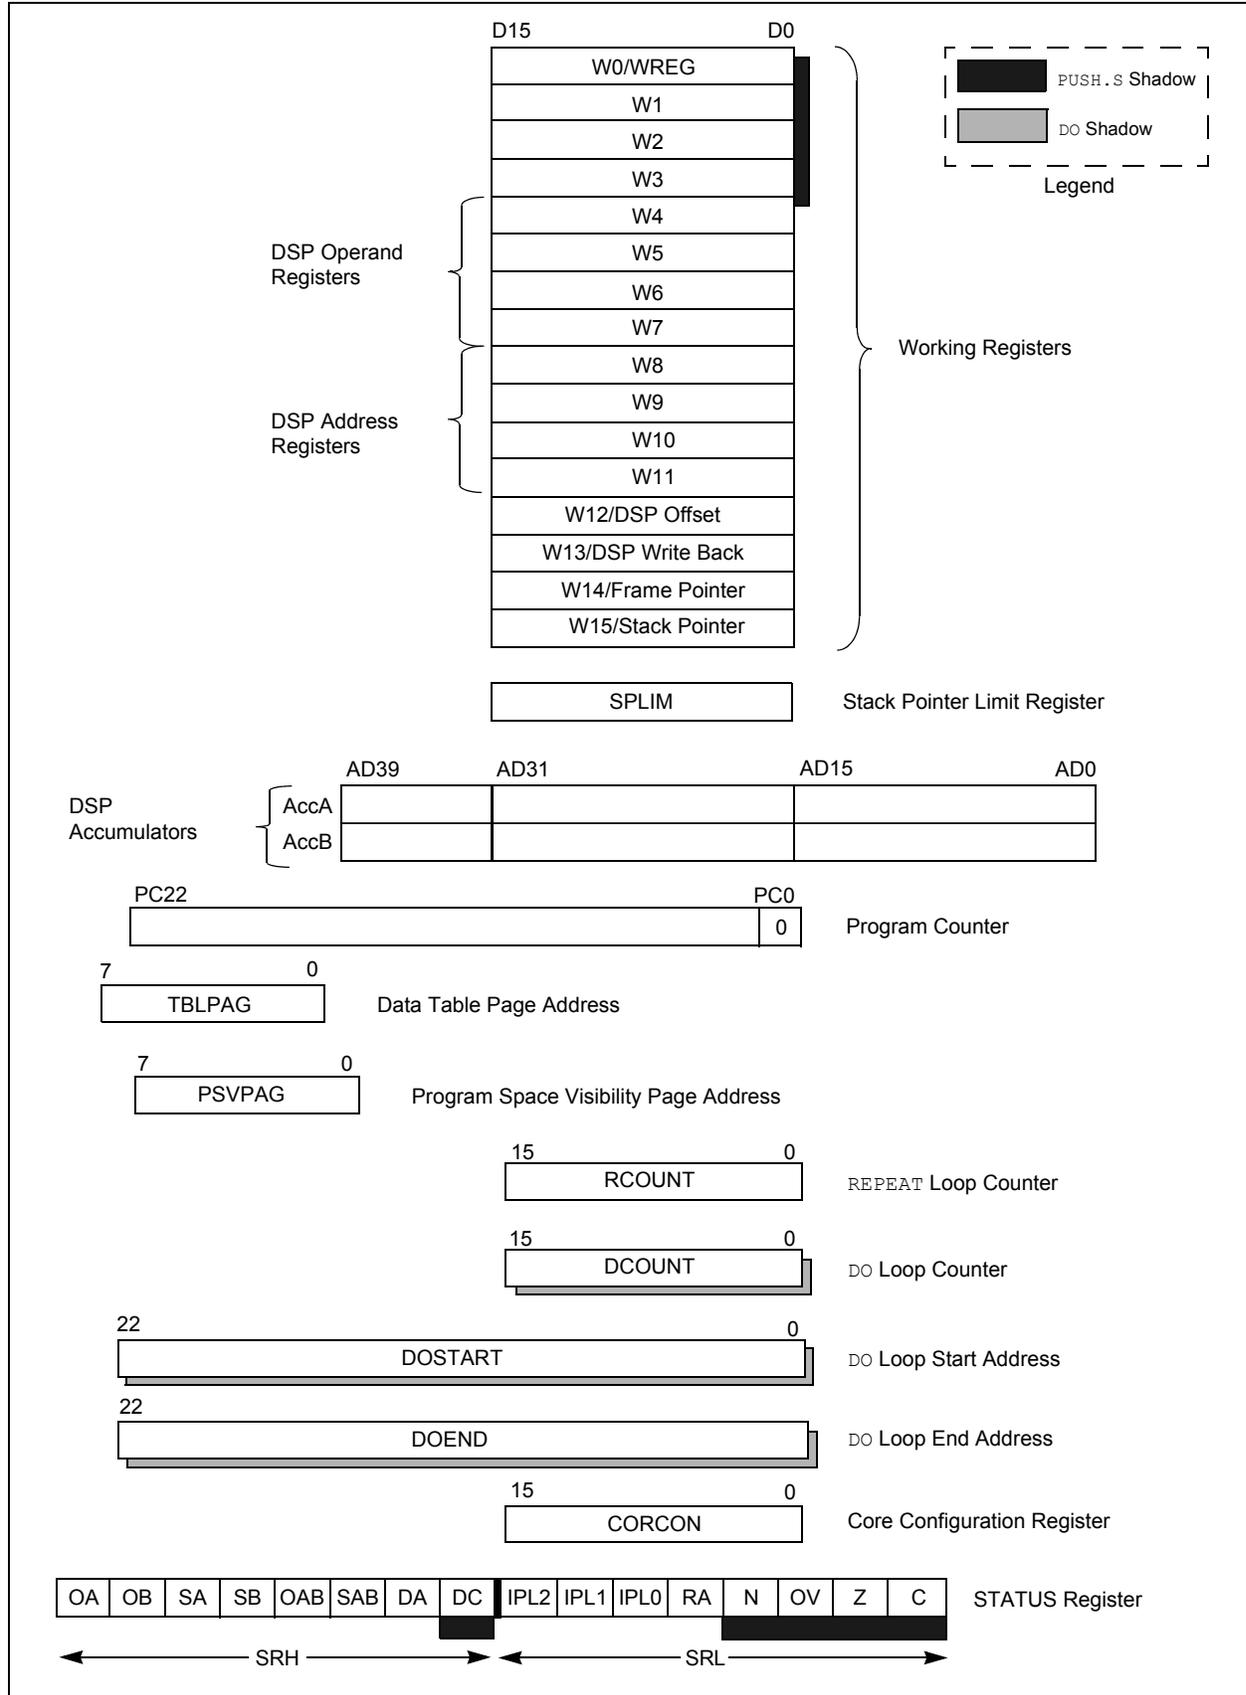 D15 D0
W0/WREG
PUSH.S Shadow
W1
DO Shadow
W2
W3
Legend
W4
DSP Operand
Registers
W5
W6
W7
Working Registers
W8
W9
DSP Address
Registers
W10
W11
W12/DSP Offset
W13/DSP Write Back
W14/Frame Pointer
W15/Stack Pointer
SPLIM Stack Pointer Limit Register
AD39 AD31 AD15 AD0
DSP
Accumulators
AccA
AccB
PC22 PC0
0 Program Counter
7 0
TBLPAG Data Table Page Address
7 0
PSVPAG Program Space Visibility Page Address
15 0
RCOUNT REPEAT Loop Counter
15 0
DCOUNT DO Loop Counter
22 0
DOSTART DO Loop Start Address
22
DOEND DO Loop End Address
15 0
CORCON Core Configuration Register
OA OB SA SB OAB SAB DA DC IPL2 IPL1 IPL0 RA N OV Z C STATUS Register
SRH SRL